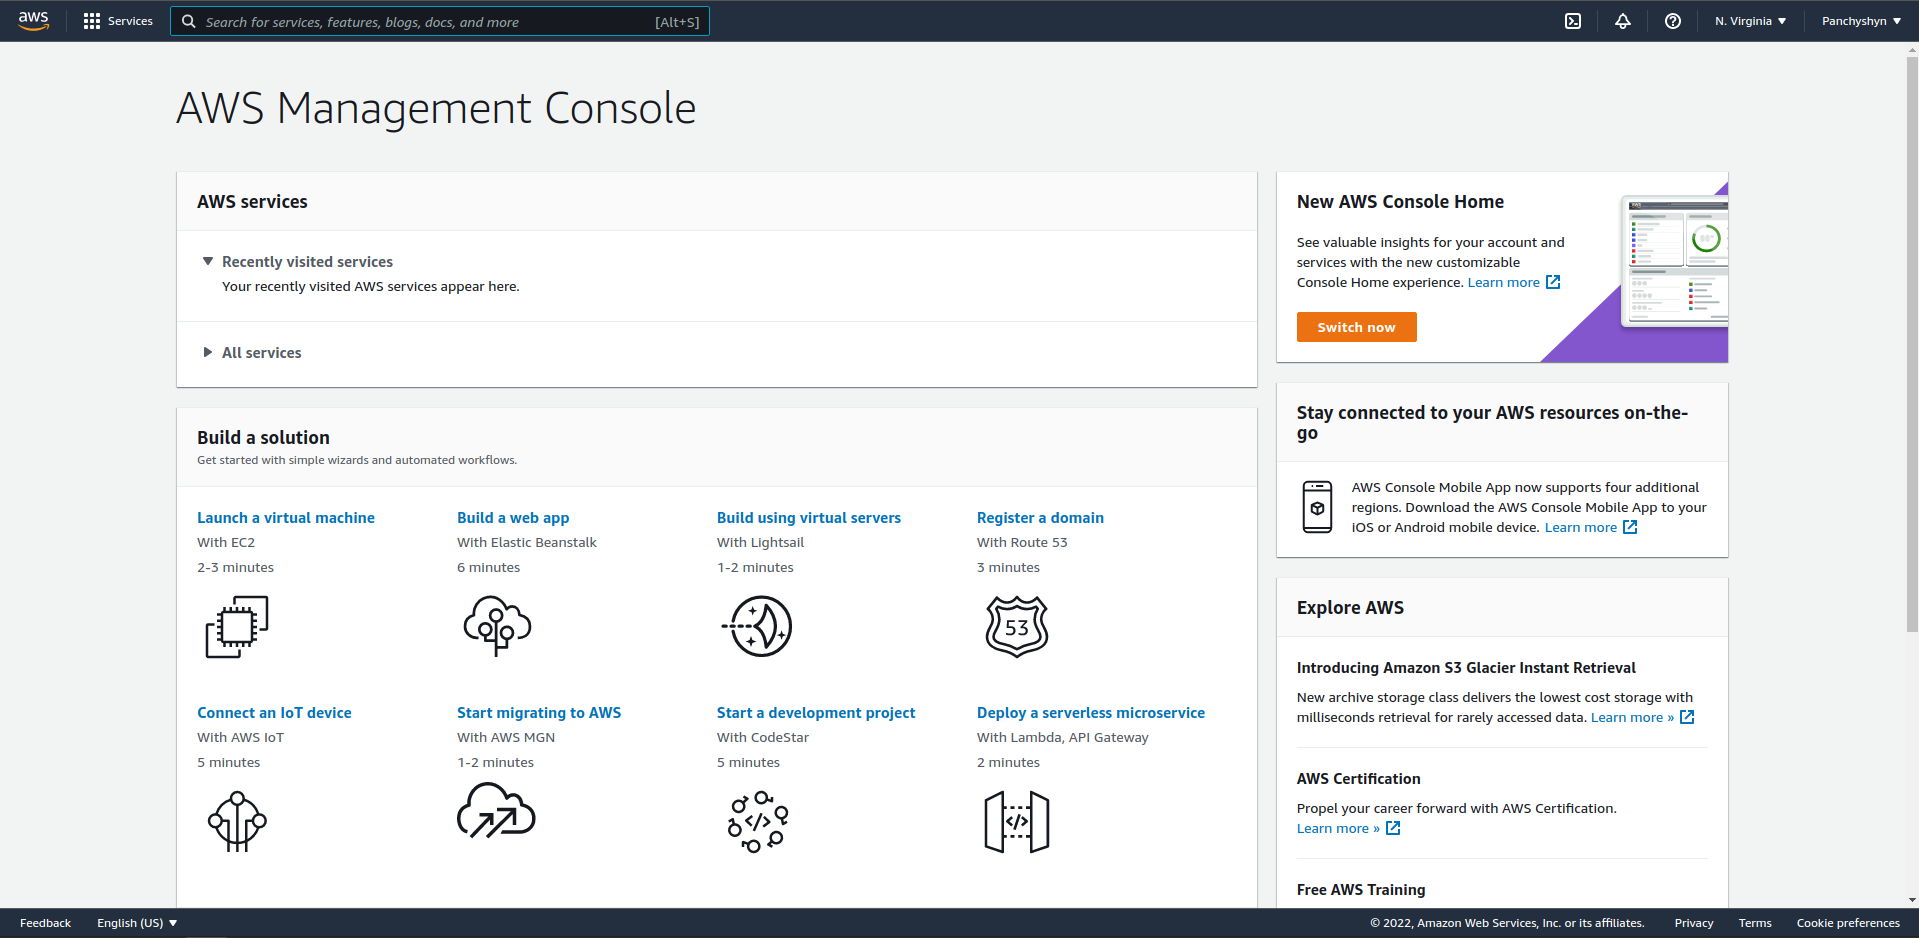 aws
Services
Search for services, features, blogs, docs, and more
[Alt+S]
N. Virginia
Panchyshyn
AWS Management Console
AWS services
Recently visited services
Your recently visited AWS services appear here.
All services
Build a solution
Get started with simple wizards and automated workflows.
Launch a virtual machine
With EC2
2-3 minutes
Build a web app
With Elastic Beanstalk
6 minutes
Build using virtual servers
With Lightsail
1-2 minutes
Register a domain
With Route 53
3 minutes
53
Connect an IoT device
With AWS IoT
5 minutes
Start migrating to AWS
With AWS MGN
1-2 minutes
Start a development project
With CodeStar
5 minutes
</>
Deploy a serverless microservice
With Lambda, API Gateway
2 minutes
</>
New AWS Console Home
See valuable insights for your account and
services with the new customizable
Console Home experience. Learn more
Switch now
Stay connected to your AWS resources on-the-
go
AWS Console Mobile App now supports four additional
regions. Download the AWS Console Mobile App to your
iOS or Android mobile device. Learn more
Explore AWS
Introducing Amazon S3 Glacier Instant Retrieval
New archive storage class delivers the lowest cost storage with
milliseconds retrieval for rarely accessed data. Learn more »
AWS Certification
Propel your career forward with AWS Certification.
Learn more »
Free AWS Training
Feedback
English (US)
© 2022, Amazon Web Services, Inc. or its affiliates.
Privacy
Terms
Cookie preferences